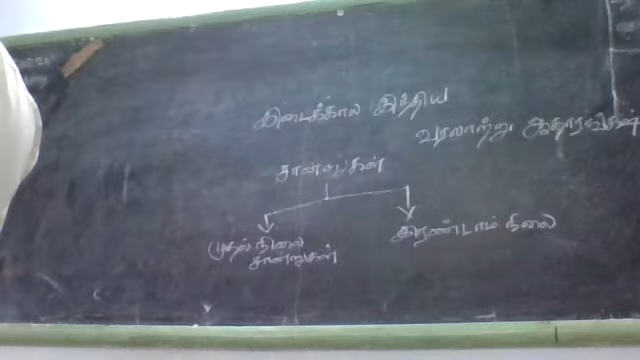 இடைக்கால இந்திய
வரலாற்று ஆதாரங்கள்
சான்றுகள்
முதல் நிலை
சான்றுகள்
இரண்டாம் நிலை